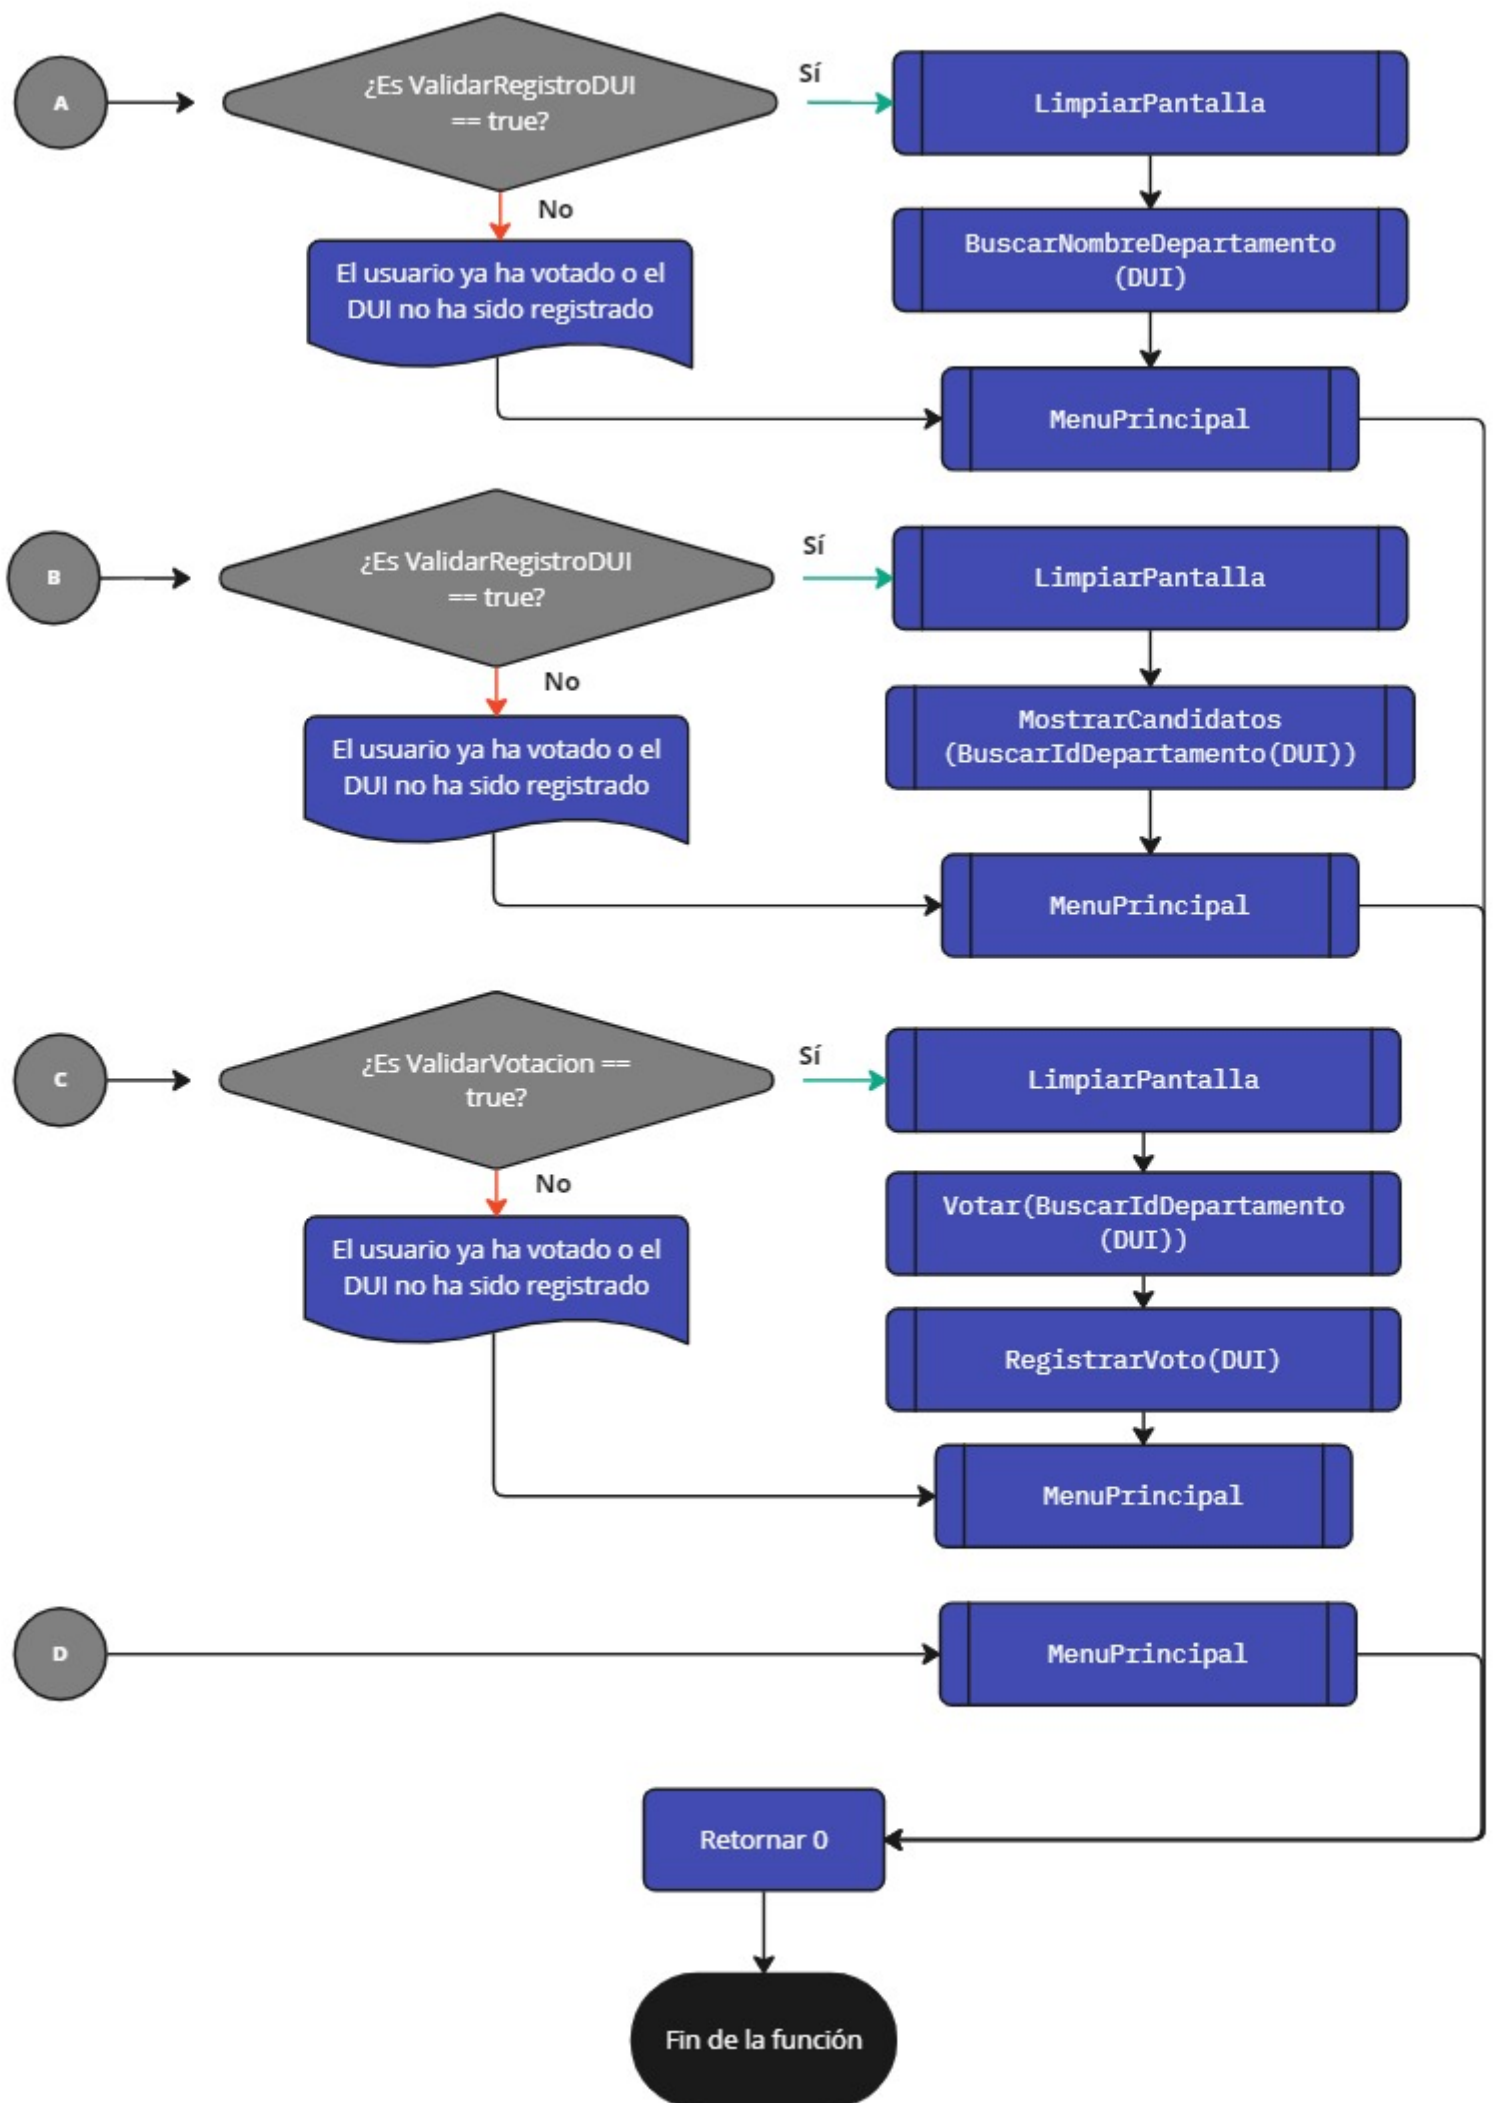 A
¿Es ValidarRegistroDUI
== true?
Sí
LimpiarPantalla
No
BuscarNombreDepartamento
(DUI)
El usuario ya ha votado o el
DUI no ha sido registrado
MenuPrincipal
B
¿Es ValidarRegistroDUI
== true?
Sí
LimpiarPantalla
No
MostrarCandidatos
(BuscarIdDepartamento(DUI))
El usuario ya ha votado o el
DUI no ha sido registrado
MenuPrincipal
C
¿Es ValidarVotacion ==
true?
Sí
LimpiarPantalla
No
Votar(BuscarIdDepartamento
(DUI))
El usuario ya ha votado o el
DUI no ha sido registrado
RegistrarVoto(DUI)
MenuPrincipal
D
MenuPrincipal
Retornar 0
Fin de la función